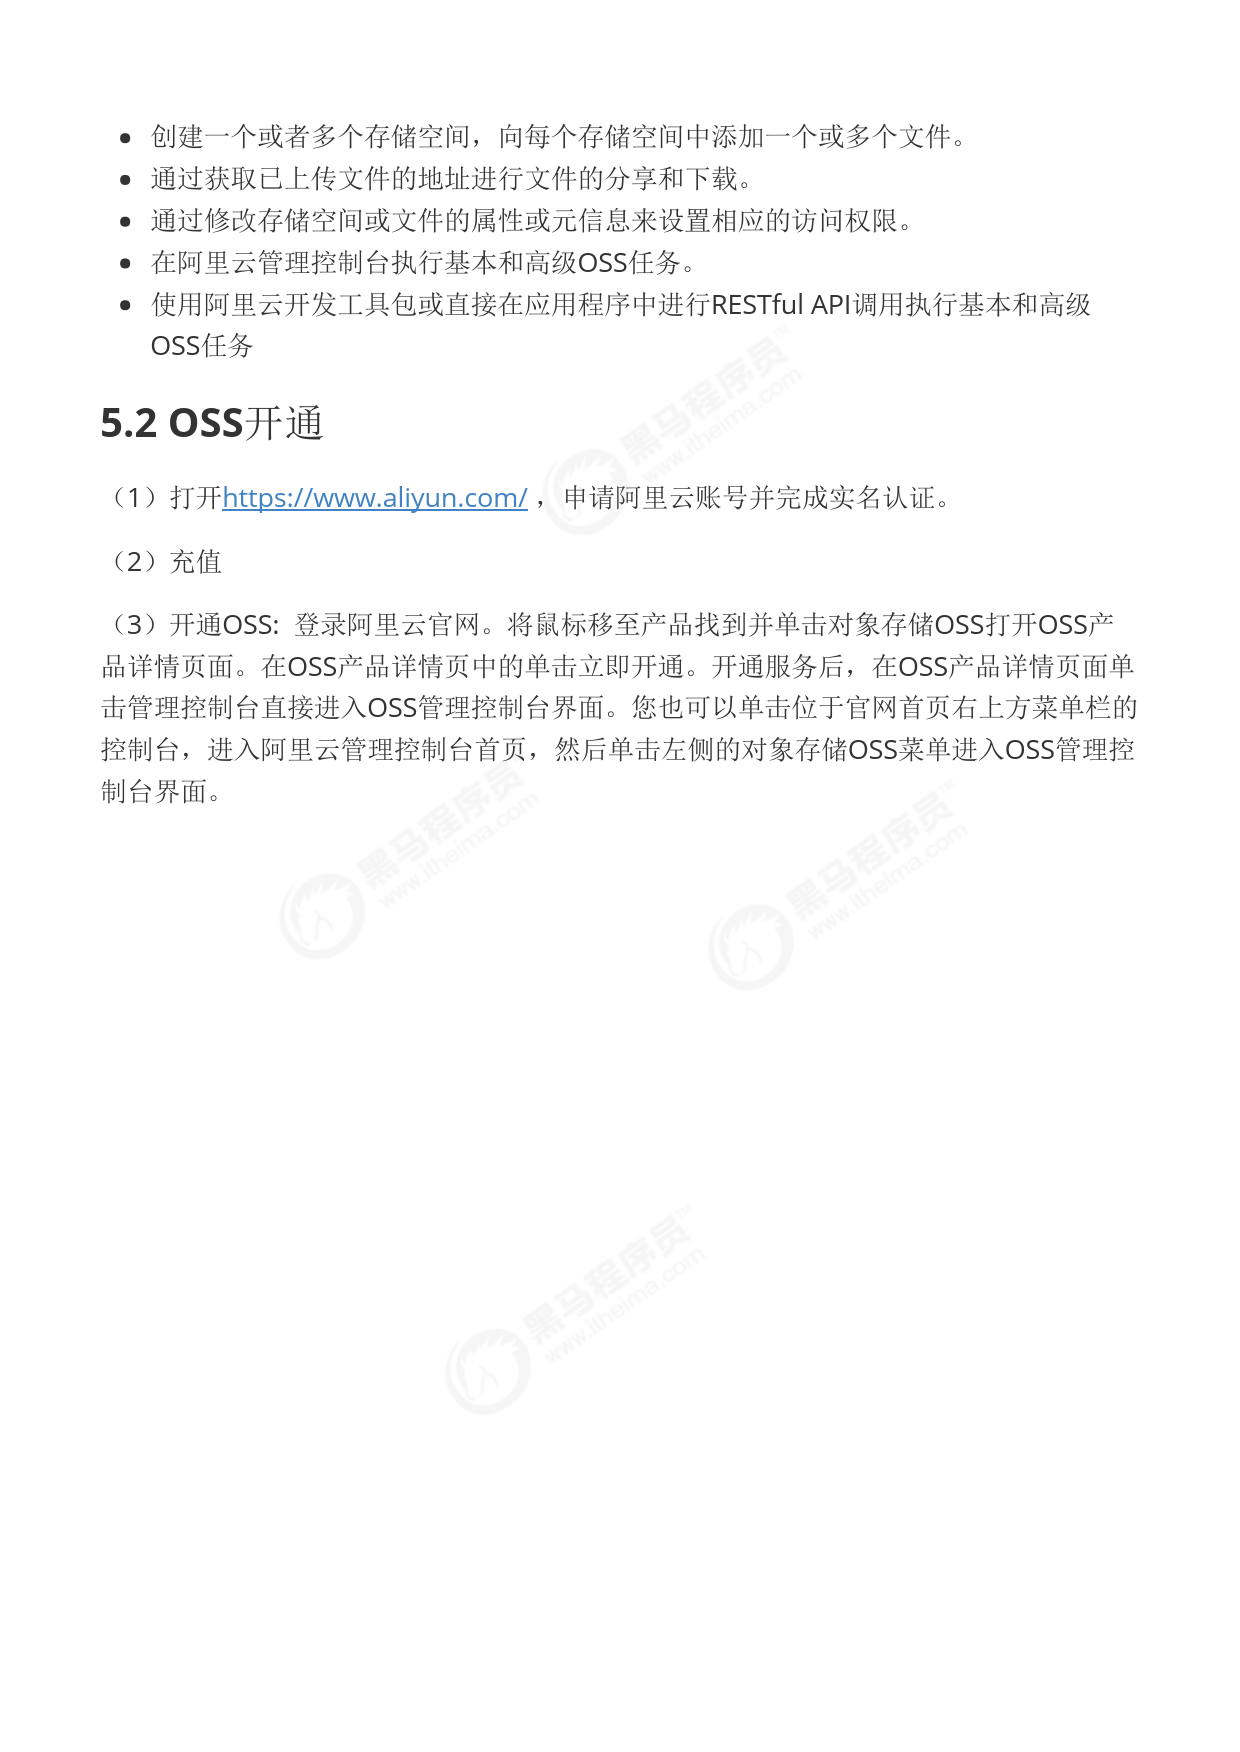 • 创建一个或者多个存储空间，向每个存储空间中添加一个或多个文件。
• 通过获取已上传文件的地址进行文件的分享和下载。
• 通过修改存储空间或文件的属性或元信息来设置相应的访问权限。
• 在阿里云管理控制台执行基本和高级OSS任务。
• 使用阿里云开发工具包或直接在应用程序中进行RESTful API调用执行基本和高级
OSS任务
5.2 OSS开通
（1）打开https://www.aliyun.com/ ，申请阿里云账号并完成实名认证。
（2）充值
（3）开通OSS: 登录阿里云官网。将鼠标移至产品找到并单击对象存储OSS打开OSS产
品详情页面。在OSS产品详情页中的单击立即开通。开通服务后，在OSS产品详情页面单
击管理控制台直接进入OSS管理控制台界面。您也可以单击位于官网首页右上方菜单栏的
控制台，进入阿里云管理控制台首页，然后单击左侧的对象存储OSS菜单进入OSS管理控
制台界面。
黑马程序员™
www.itheima.com
黑马程序员
www.itheima.com
黑马程序员™
www.itheima.com
黑马程序员™
www.itheima.com